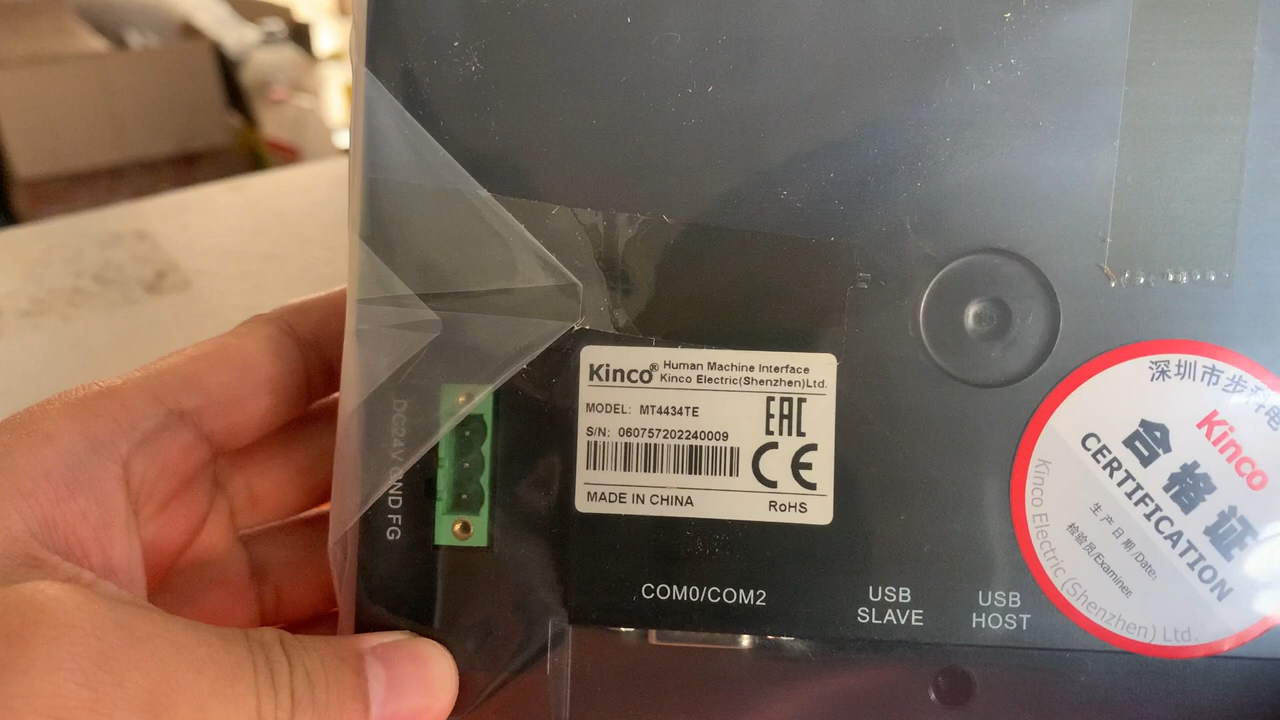 Kinco® Human Machine Interface
Kinco Electric(Shenzhen)Ltd.
MODEL: MT4434TE
EAC
S/N: 060757202240009
CE
MADE IN CHINA
RoHS
DC24V GND FG
COM0/COM2
USB
SLAVE
USB
HOST
深圳市步科电
Kinco
合格证
CERTIFICATION
生产日期/Date:
检验员/Examiner:
Kinco Electric (Shenzhen) Ltd.